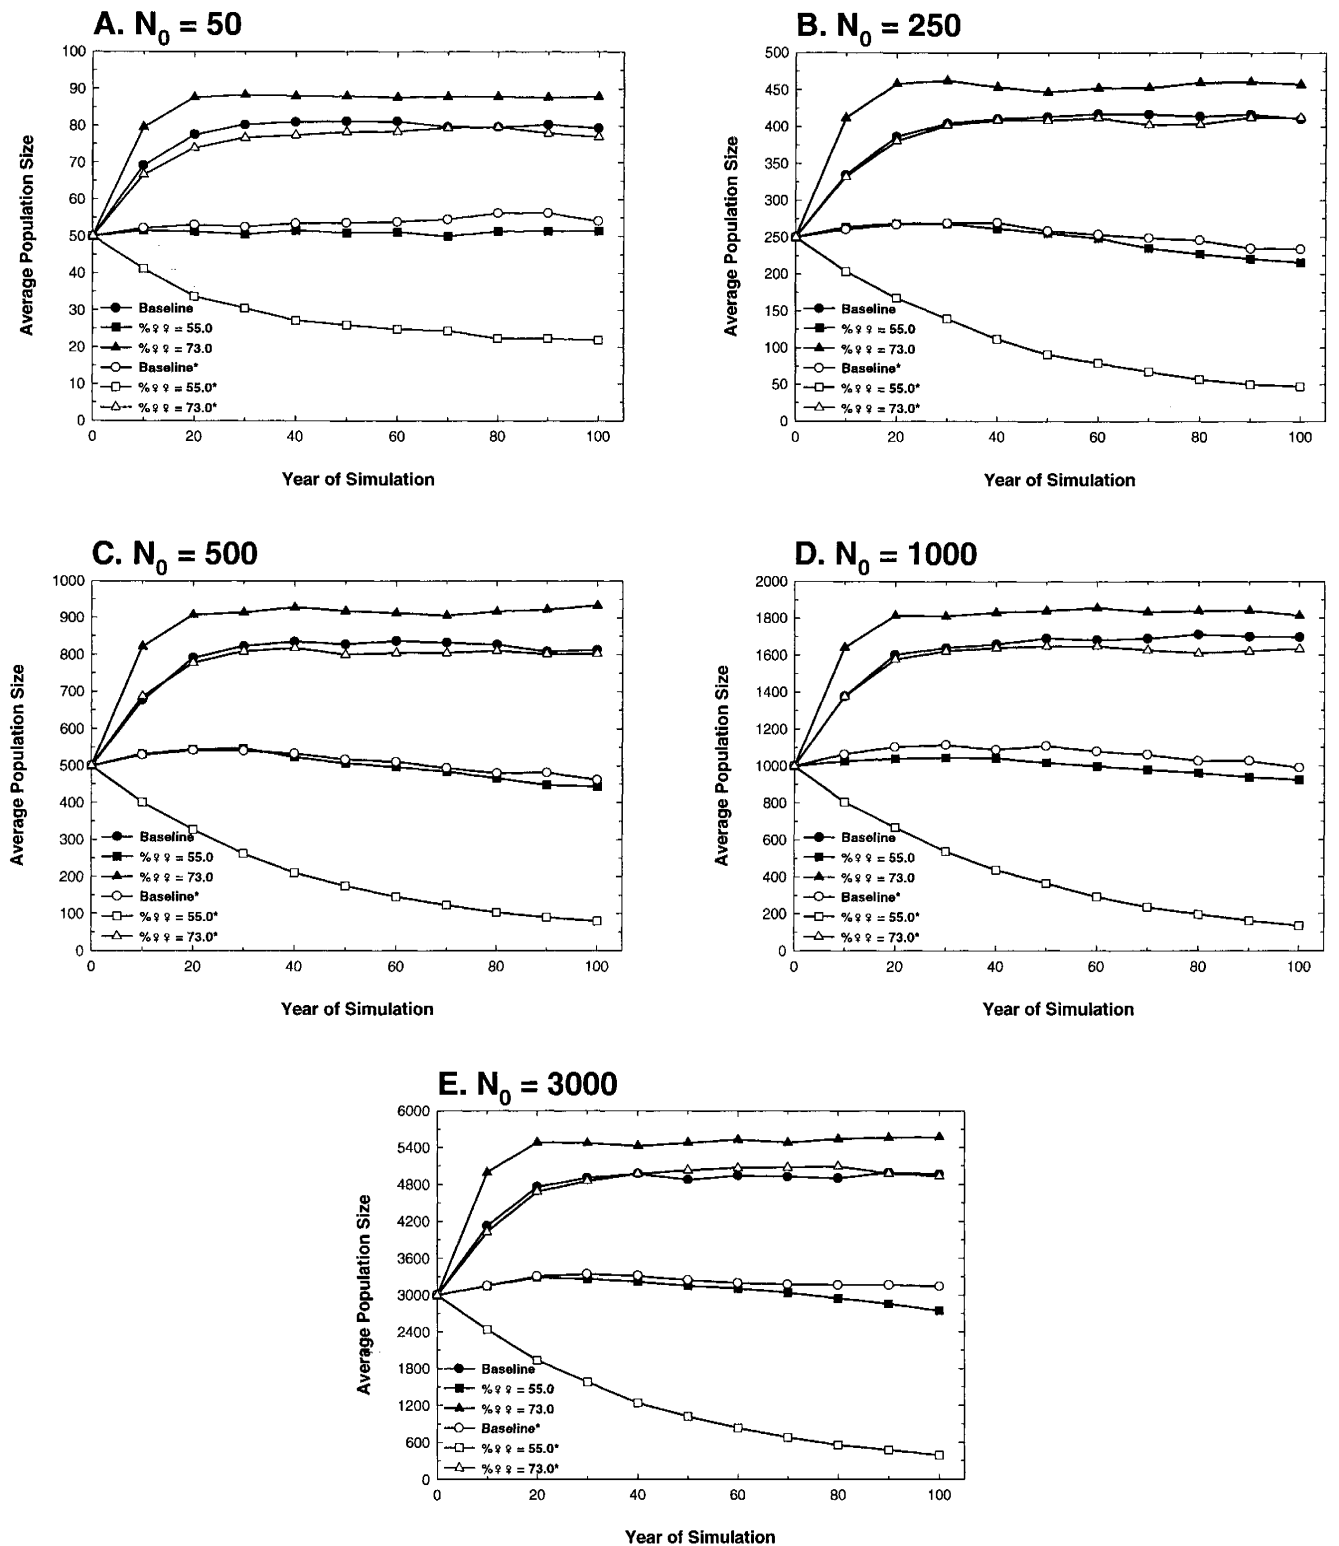 A. N₀ = 50
100
90
80
70
60
50
40
30
20
10
0
Average Population Size
Baseline
%♀♀ = 55.0
%♀♀ = 73.0
Baseline*
%♀♀ = 55.0*
%♀♀ = 73.0*
0 20 40 60 80 100
Year of Simulation
B. N₀ = 250
500
450
400
350
300
250
200
150
100
50
0
Average Population Size
Baseline
%♀♀ = 55.0
%♀♀ = 73.0
Baseline*
%♀♀ = 55.0*
%♀♀ = 73.0*
0 20 40 60 80 100
Year of Simulation
C. N₀ = 500
1000
900
800
700
600
500
400
300
200
100
0
Average Population Size
Baseline
%♀♀ = 55.0
%♀♀ = 73.0
Baseline*
%♀♀ = 55.0*
%♀♀ = 73.0*
0 20 40 60 80 100
Year of Simulation
D. N₀ = 1000
2000
1800
1600
1400
1200
1000
800
600
400
200
0
Average Population Size
Baseline
%♀♀ = 55.0
%♀♀ = 73.0
Baseline*
%♀♀ = 55.0*
%♀♀ = 73.0*
0 20 40 60 80 100
Year of Simulation
E. N₀ = 3000
6000
5400
4800
4200
3600
3000
2400
1800
1200
600
0
Average Population Size
Baseline
%♀♀ = 55.0
%♀♀ = 73.0
Baseline*
%♀♀ = 55.0*
%♀♀ = 73.0*
0 20 40 60 80 100
Year of Simulation